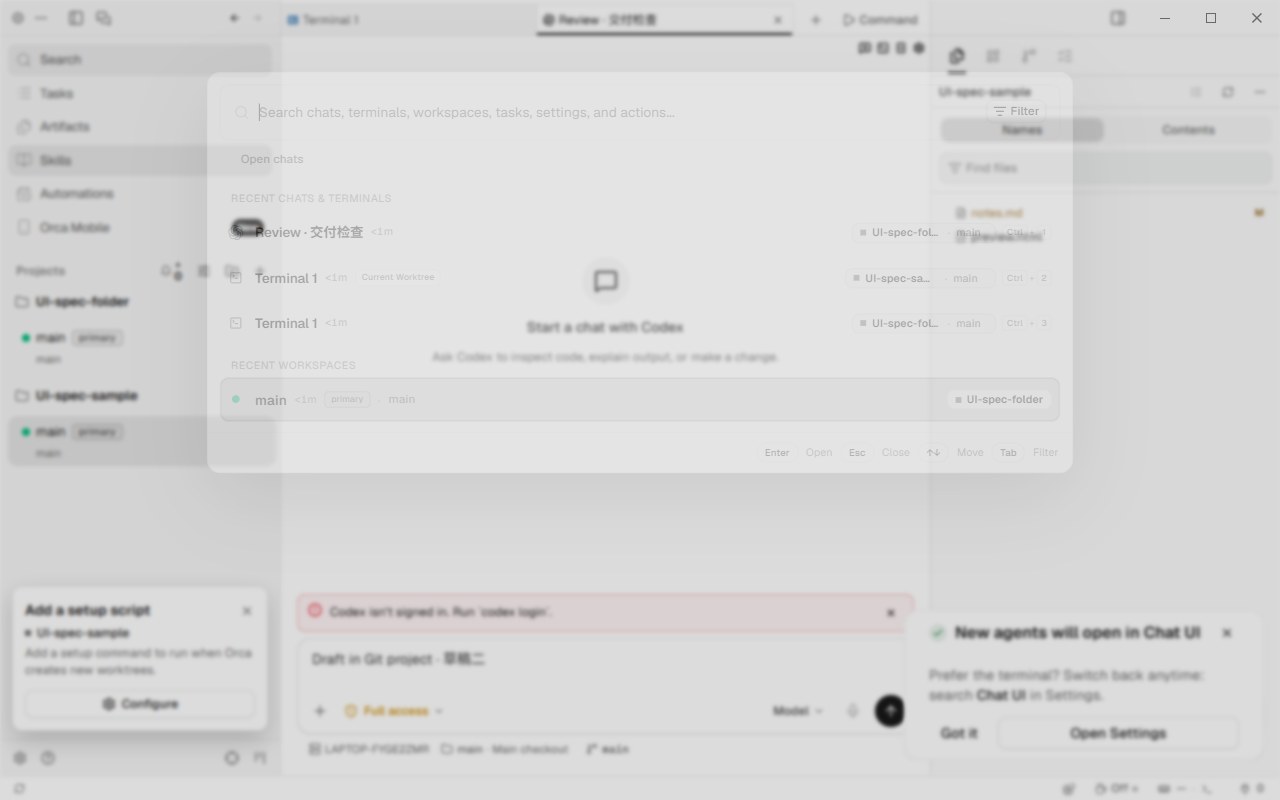 Terminal 1
Review · 交付检查
Command
Search
Tasks
Artifacts
Skills
Automations
Orca Mobile
Projects
UI-spec-folder
main primary
main
UI-spec-sample
main primary
main
Search chats, terminals, workspaces, tasks, settings, and actions...
Filter
Open chats
RECENT CHATS & TERMINALS
Review · 交付检查 <1m UI-spec-fol... · main
Terminal 1 <1m Current Worktree UI-spec-sa... · main Ctrl + 2
Terminal 1 <1m UI-spec-fol... · main Ctrl + 3
Start a chat with Codex
Ask Codex to inspect code, explain output, or make a change.
RECENT WORKSPACES
main <1m primary · main UI-spec-folder
Enter Open Esc Close ↑↓ Move Tab Filter
UI-spec-sample
Names Contents
Find files
notes.md
preview.html
Add a setup script
UI-spec-sample
Add a setup command to run when Orca
creates new worktrees.
Configure
Codex isn't signed in. Run `codex login`.
Draft in Git project · 草稿二
Full access
Model
main · Main checkout
main
New agents will open in Chat UI
Prefer the terminal? Switch back anytime:
search Chat UI in Settings.
Got it Open Settings
Off
0